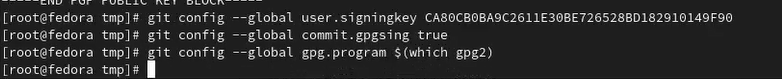 -----END PGP PUBLIC KEY BLOCK-----
[root@fedora tmp]# git config --global user.signingkey CA80CB0BA9C2611E30BE726528BD182910149F90
[root@fedora tmp]# git config --global commit.gpgsing true
[root@fedora tmp]# git config --global gpg.program $(which gpg2)
[root@fedora tmp]#